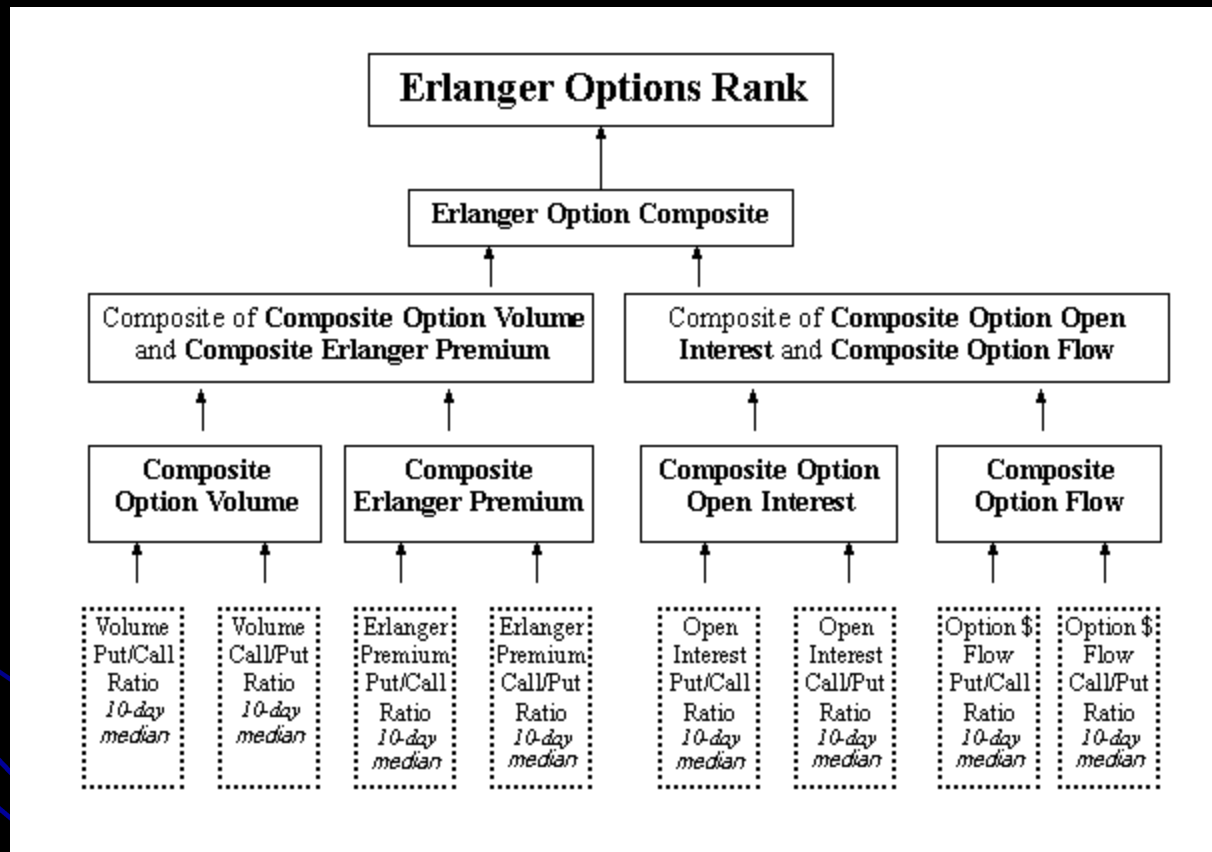 Erlanger Options Rank
Erlanger Option Composite
Composite of Composite Option Volume
and Composite Erlanger Premium
Composite of Composite Option Open
Interest and Composite Option Flow
Composite
Option Volume
Composite
Erlanger Premium
Composite Option
Open Interest
Composite
Option Flow
Volume
Put/Call
Ratio
10-day
median
Volume
Call/Put
Ratio
10-day
median
Erlanger
Premium
Put/Call
Ratio
10-day
median
Erlanger
Premium
Call/Put
Ratio
10-day
median
Open
Interest
Put/Call
Ratio
10-day
median
Open
Interest
Call/Put
Ratio
10-day
median
Option $
Flow
Put/Call
Ratio
10-day
median
Option $
Flow
Call/Put
Ratio
10-day
median